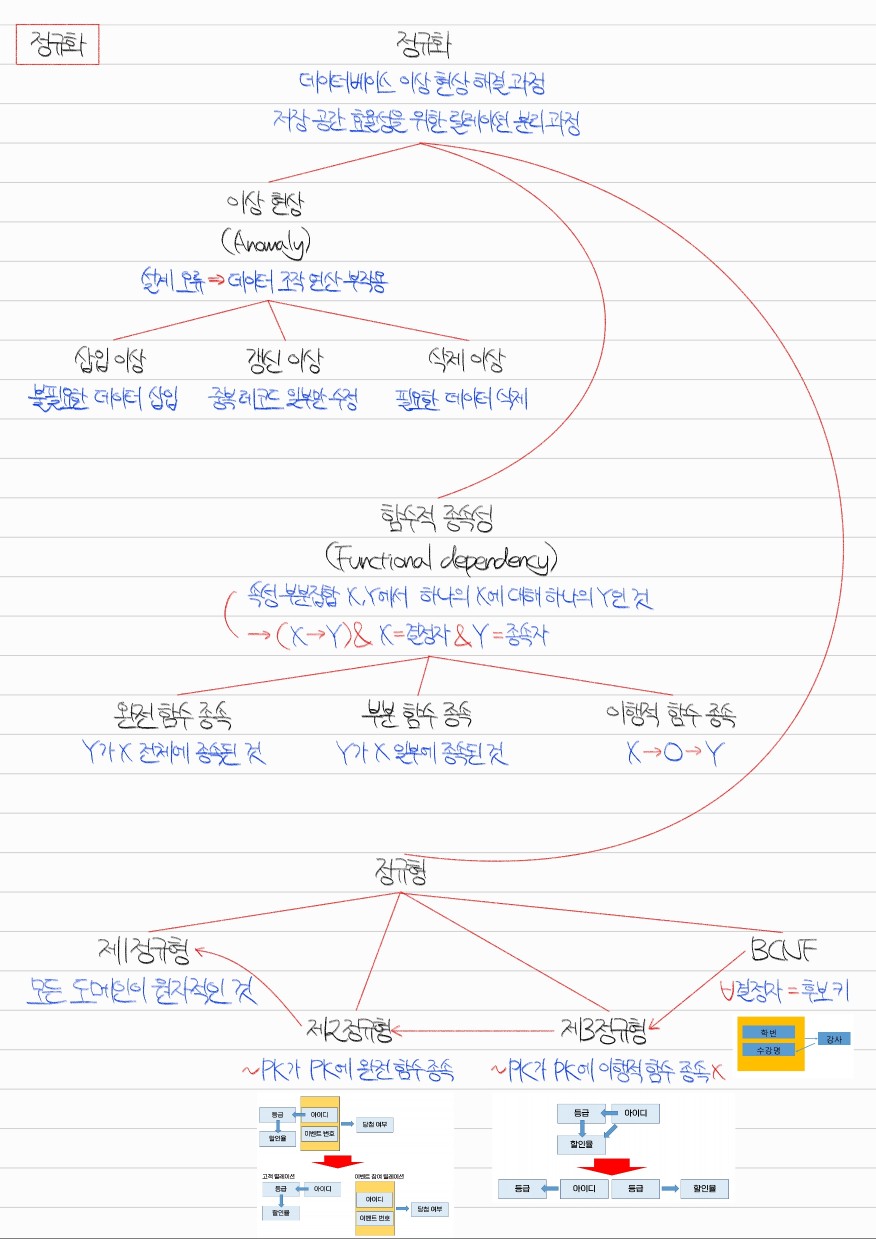 정규화
정규화
데이터베이스 이상 현상 해결 과정
저장 공간 효율성을 위한 릴레이션 분리 과정
이상 현상
(Anomaly)
설계 오류 ⇒ 데이터 조작 연산 부작용
삽입 이상
갱신 이상
삭제 이상
불필요한 데이터 삽입
중복 레코드 일부만 수정
필요한 데이터 삭제
함수적 종속성
(Functional dependency)
속성 부분집합 X,Y에서 하나의 X에 대해 하나의 Y인 것
→ (X→Y) & X=결정자 & Y=종속자
완전 함수 종속
부분 함수 종속
이행적 함수 종속
Y가 X 전체에 종속된 것
Y가 X 일부에 종속된 것
X→O→Y
정규형
제1정규형
BCNF
모든 도메인이 원자적인 것
∀결정자 = 후보 키
제2정규형
제3정규형
~PK가 PK에 완전 함수 종속
~PK가 PK에 이행적 함수 종속 X
학번
수강명
강사
등급
아이디
할인율
이벤트 번호
당첨 여부
고객 릴레이션
이벤트 참여 릴레이션
등급
아이디
할인율
아이디
이벤트 번호
당첨 여부
등급
아이디
할인율
등급
아이디
등급
할인율